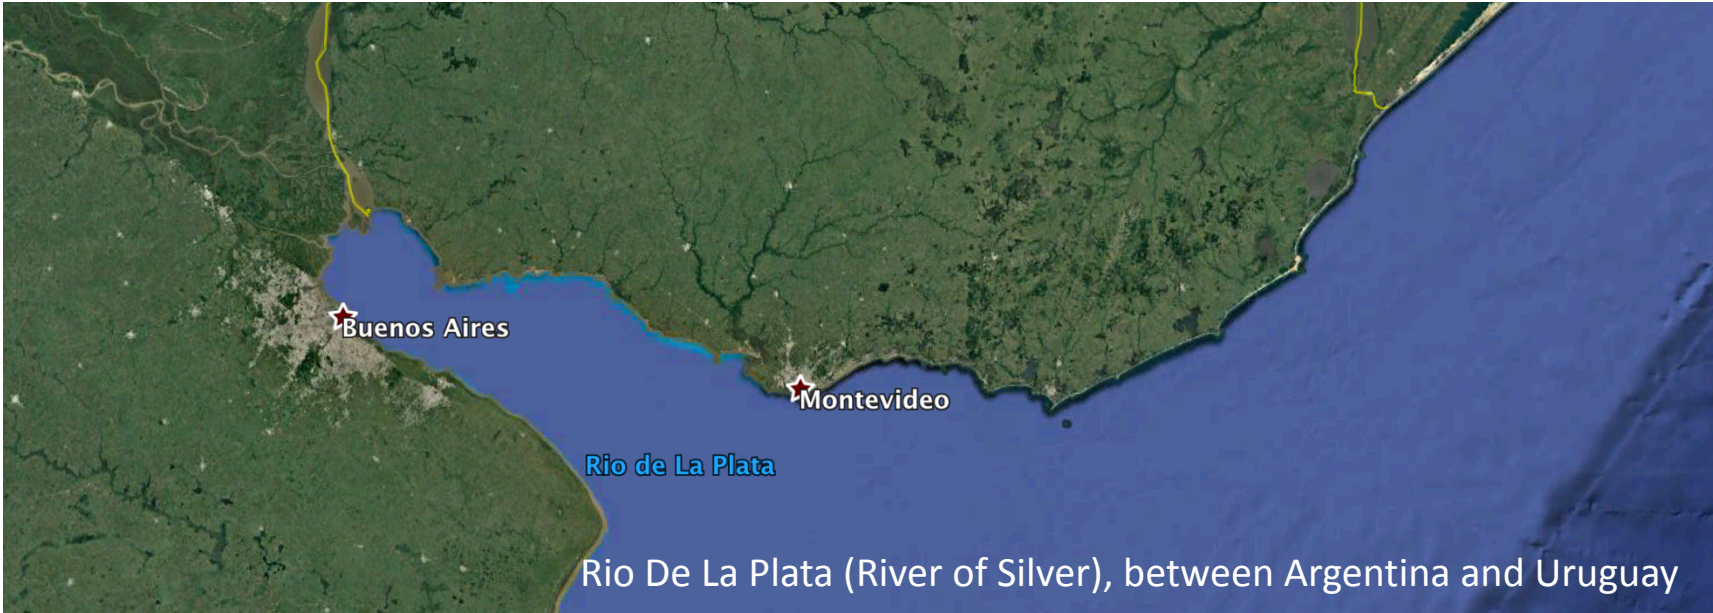 Buenos Aires
Montevideo
Rio de La Plata
Rio De La Plata (River of Silver), between Argentina and Uruguay